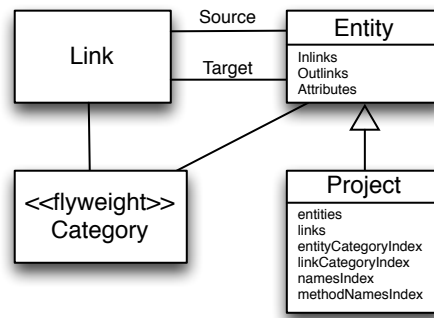 Source
Link
Target
Entity
Inlinks
Outlinks
Attributes
<<flyweight>>
Category
Project
entities
links
entityCategoryIndex
linkCategoryIndex
namesIndex
methodNamesIndex